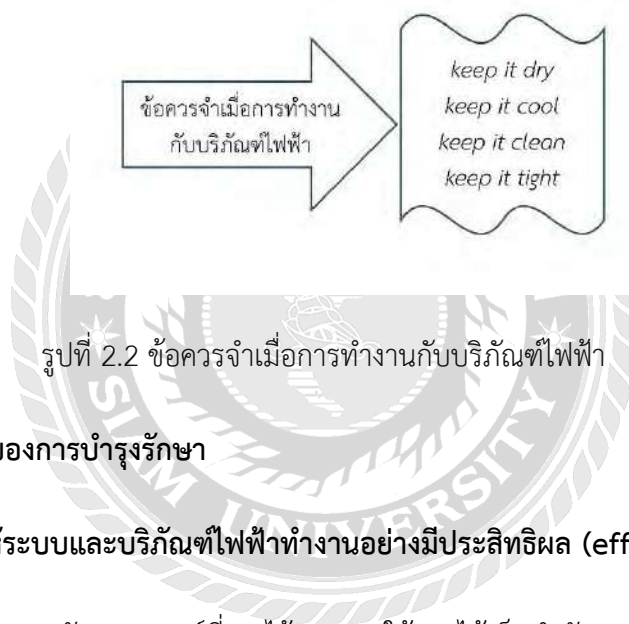 ข้อควรจำเมื่อการทำงาน
กับบริภัณฑ์ไฟฟ้า
keep it dry
keep it cool
keep it clean
keep it tight
รูปที่ 2.2 ข้อควรจำเมื่อการทำงานกับบริภัณฑ์ไฟฟ้า
ของการบำรุงรักษา
ระบบและบริภัณฑ์ไฟฟ้าทำงานอย่างมีประสิทธิผล (eff
SIAM UNIVERSITY